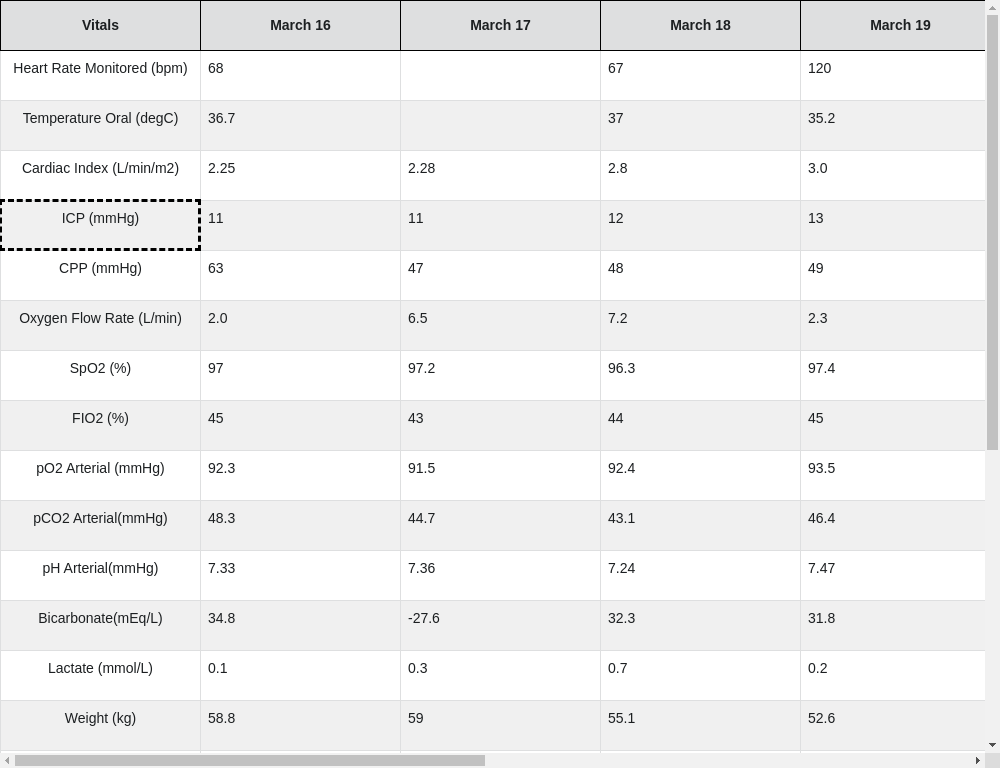 Vitals March 16 March 17 March 18 March 19
Heart Rate Monitored (bpm) 68 67 120
Temperature Oral (degC) 36.7 37 35.2
Cardiac Index (L/min/m2) 2.25 2.28 2.8 3.0
ICP (mmHg) 11 11 12 13
CPP (mmHg) 63 47 48 49
Oxygen Flow Rate (L/min) 2.0 6.5 7.2 2.3
SpO2 (%) 97 97.2 96.3 97.4
FIO2 (%) 45 43 44 45
pO2 Arterial (mmHg) 92.3 91.5 92.4 93.5
pCO2 Arterial(mmHg) 48.3 44.7 43.1 46.4
pH Arterial(mmHg) 7.33 7.36 7.24 7.47
Bicarbonate(mEq/L) 34.8 -27.6 32.3 31.8
Lactate (mmol/L) 0.1 0.3 0.7 0.2
Weight (kg) 58.8 59 55.1 52.6